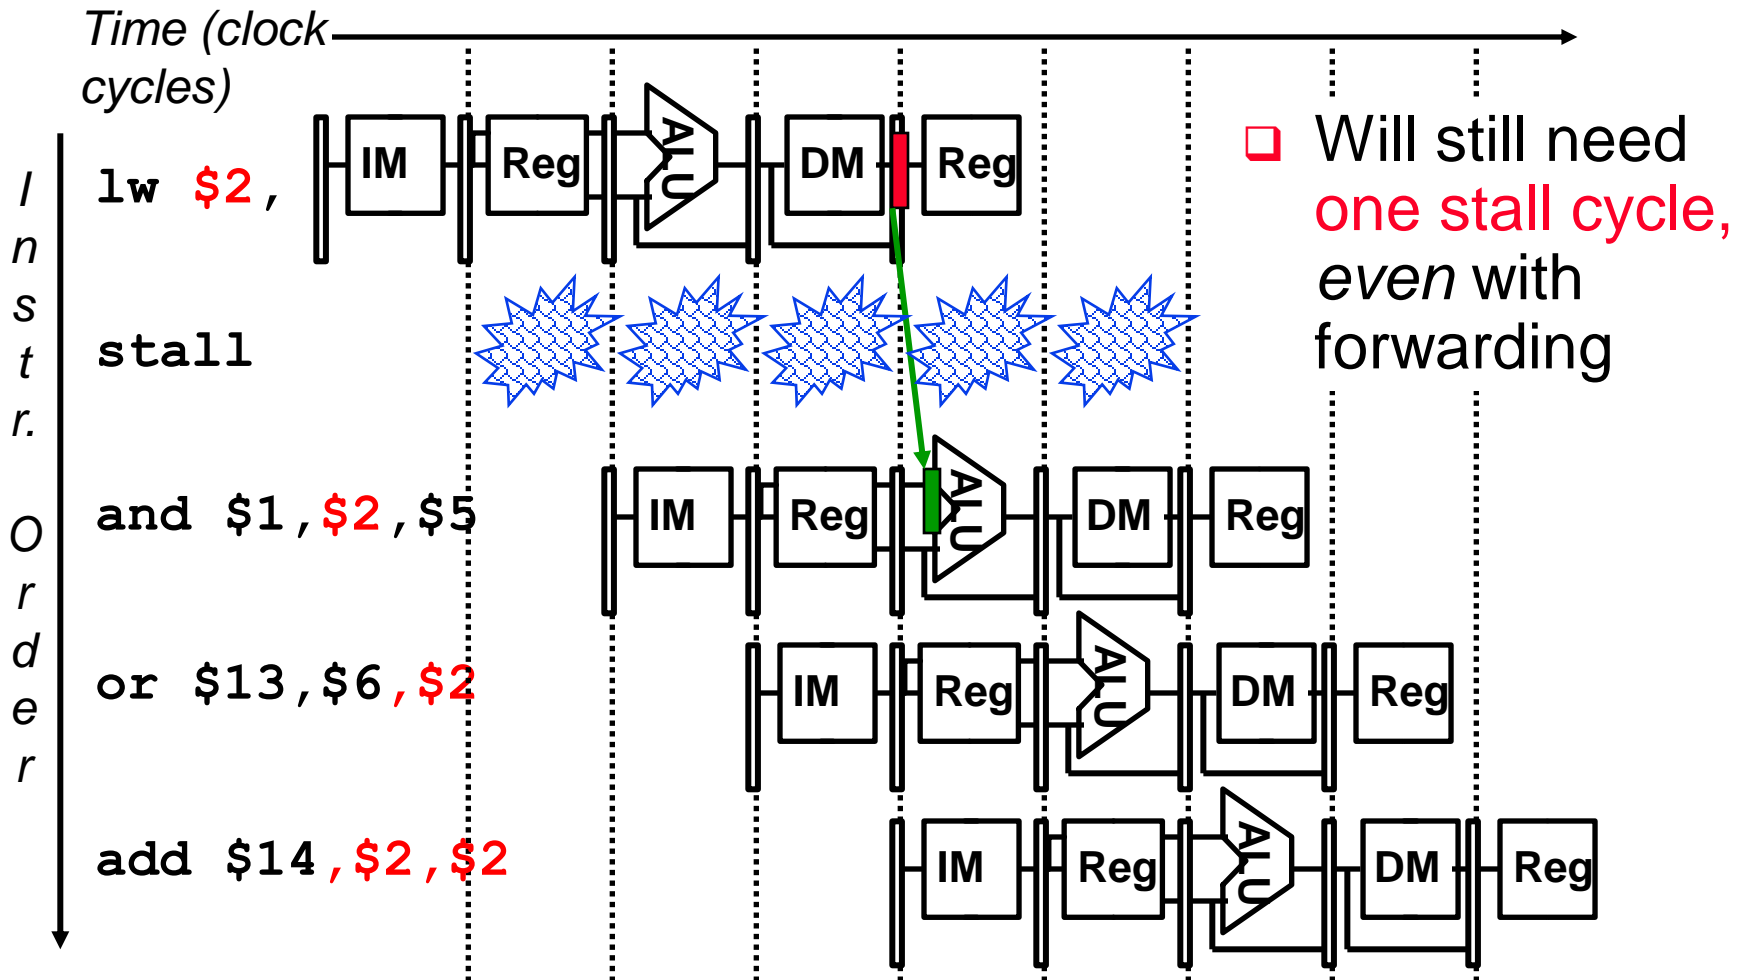 Time (clock
cycles)
Instr. Order
lw $2,
IM Reg ALU DM Reg
❑ Will still need
one stall cycle,
even with
forwarding
stall
and $1,$2,$5
IM Reg ALU DM Reg
or $13,$6,$2
IM Reg ALU DM Reg
add $14,$2,$2
IM Reg ALU DM Reg